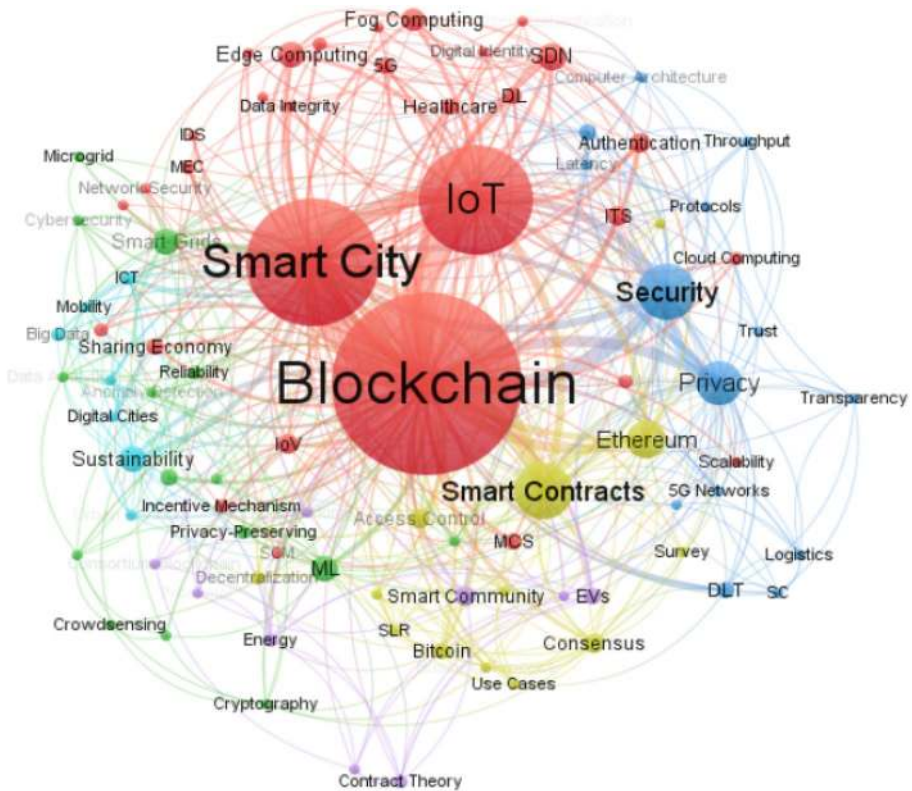 Fog Computing
Edge Computing
Digital Identity
SDN
5G
Computer Architecture
Data Integrity
Healthcare
DL
IDS
Authentication
Throughput
Microgrid
MEC
Latency
Network Security
IoT
Cybersecurity
ITS
Protocols
Smart Grids
Smart City
Cloud Computing
ICT
Security
Mobility
Big Data
Trust
Sharing Economy
Reliability
Blockchain
Privacy
Anomaly Detection
Transparency
Digital Cities
IoV
Ethereum
Sustainability
Scalability
Smart Contracts
5G Networks
Incentive Mechanism
Access Control
Privacy-Preserving
MCS
Survey
Logistics
Decentralization
ML
Smart Community
EVs
DLT
SC
Crowdsensing
SLR
Energy
Bitcoin
Consensus
Use Cases
Cryptography
Contract Theory